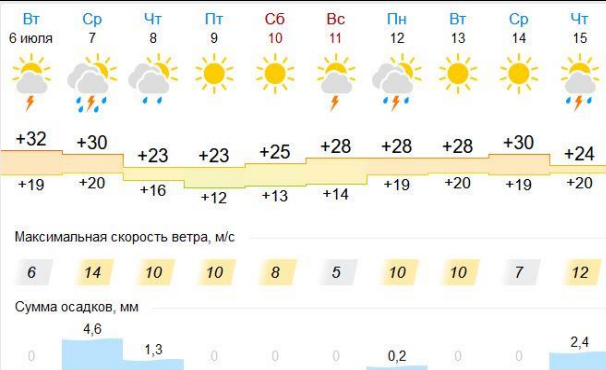 Вт Ср Чт Пт Сб Вс Пн Вт Ср Чт
6 июля 7 8 9 10 11 12 13 14 15
+32 +30 +23 +23 +25 +28 +28 +28 +30 +24
+19 +20 +16 +12 +13 +14 +19 +20 +19 +20
Максимальная скорость ветра, м/с
6 14 10 10 8 5 10 10 7 12
Сумма осадков, мм
0 4,6 1,3 0 0 0 0,2 0 0 2,4